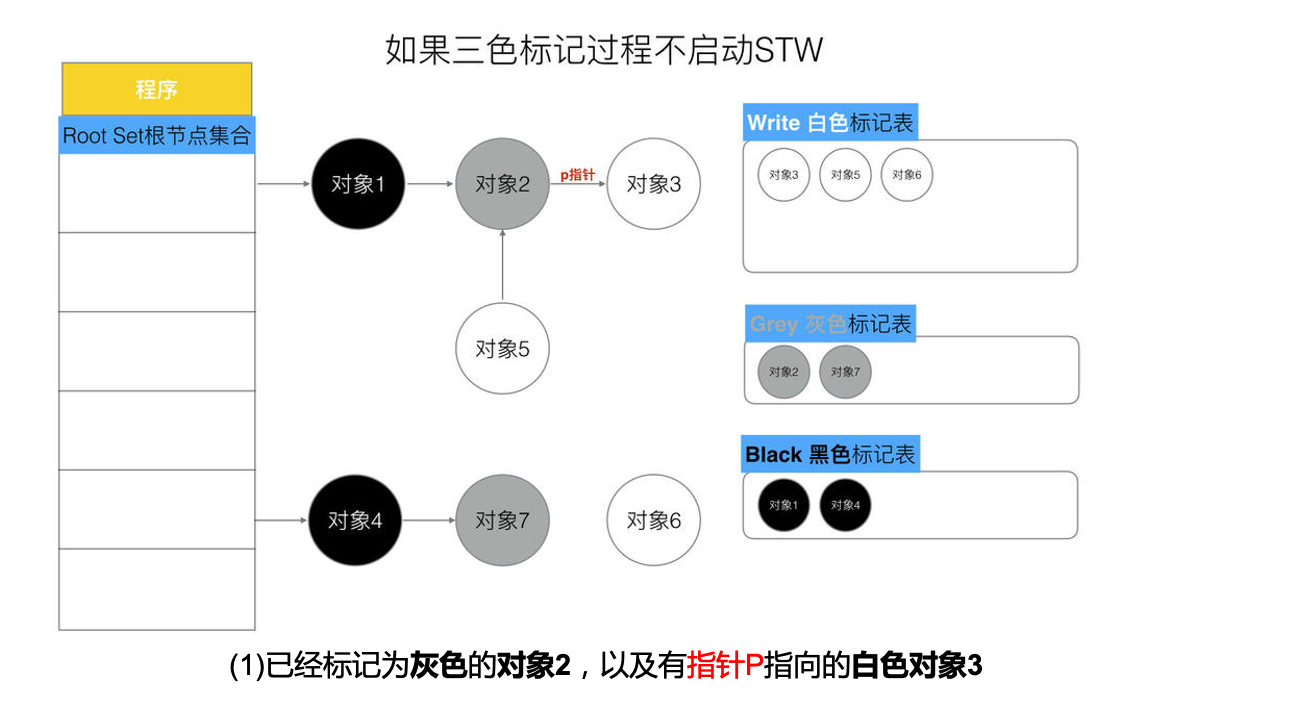 如果三色标记过程不启动STW
程序
Root Set根节点集合
对象1
对象2
p指针
对象3
对象5
对象4
对象7
对象6
Write 白色标记表
对象3 对象5 对象6
Grey 灰色标记表
对象2 对象7
Black 黑色标记表
对象1 对象4
(1)已经标记为灰色的对象2，以及有指针P指向的白色对象3